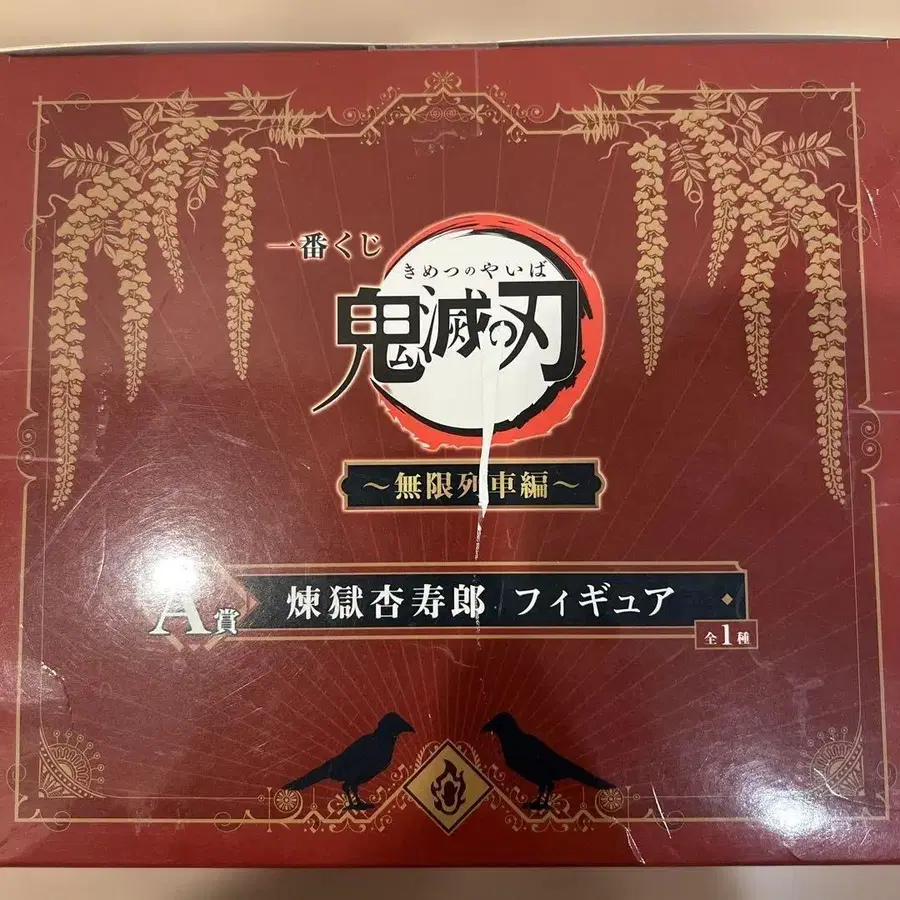 一番くじ
きめつのやいば
鬼滅の刃
～無限列車編～
A賞 煉獄杏寿郎 フィギュア
全1種